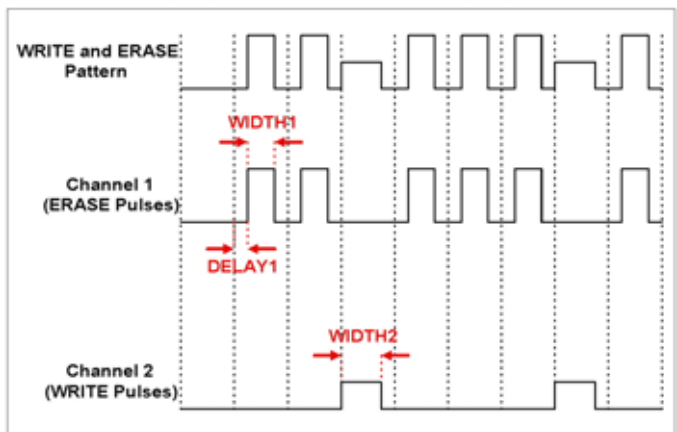 WRITE and ERASE
Pattern
WIDTH1
Channel 1
(ERASE Pulses)
DELAY1
WIDTH2
Channel 2
(WRITE Pulses)